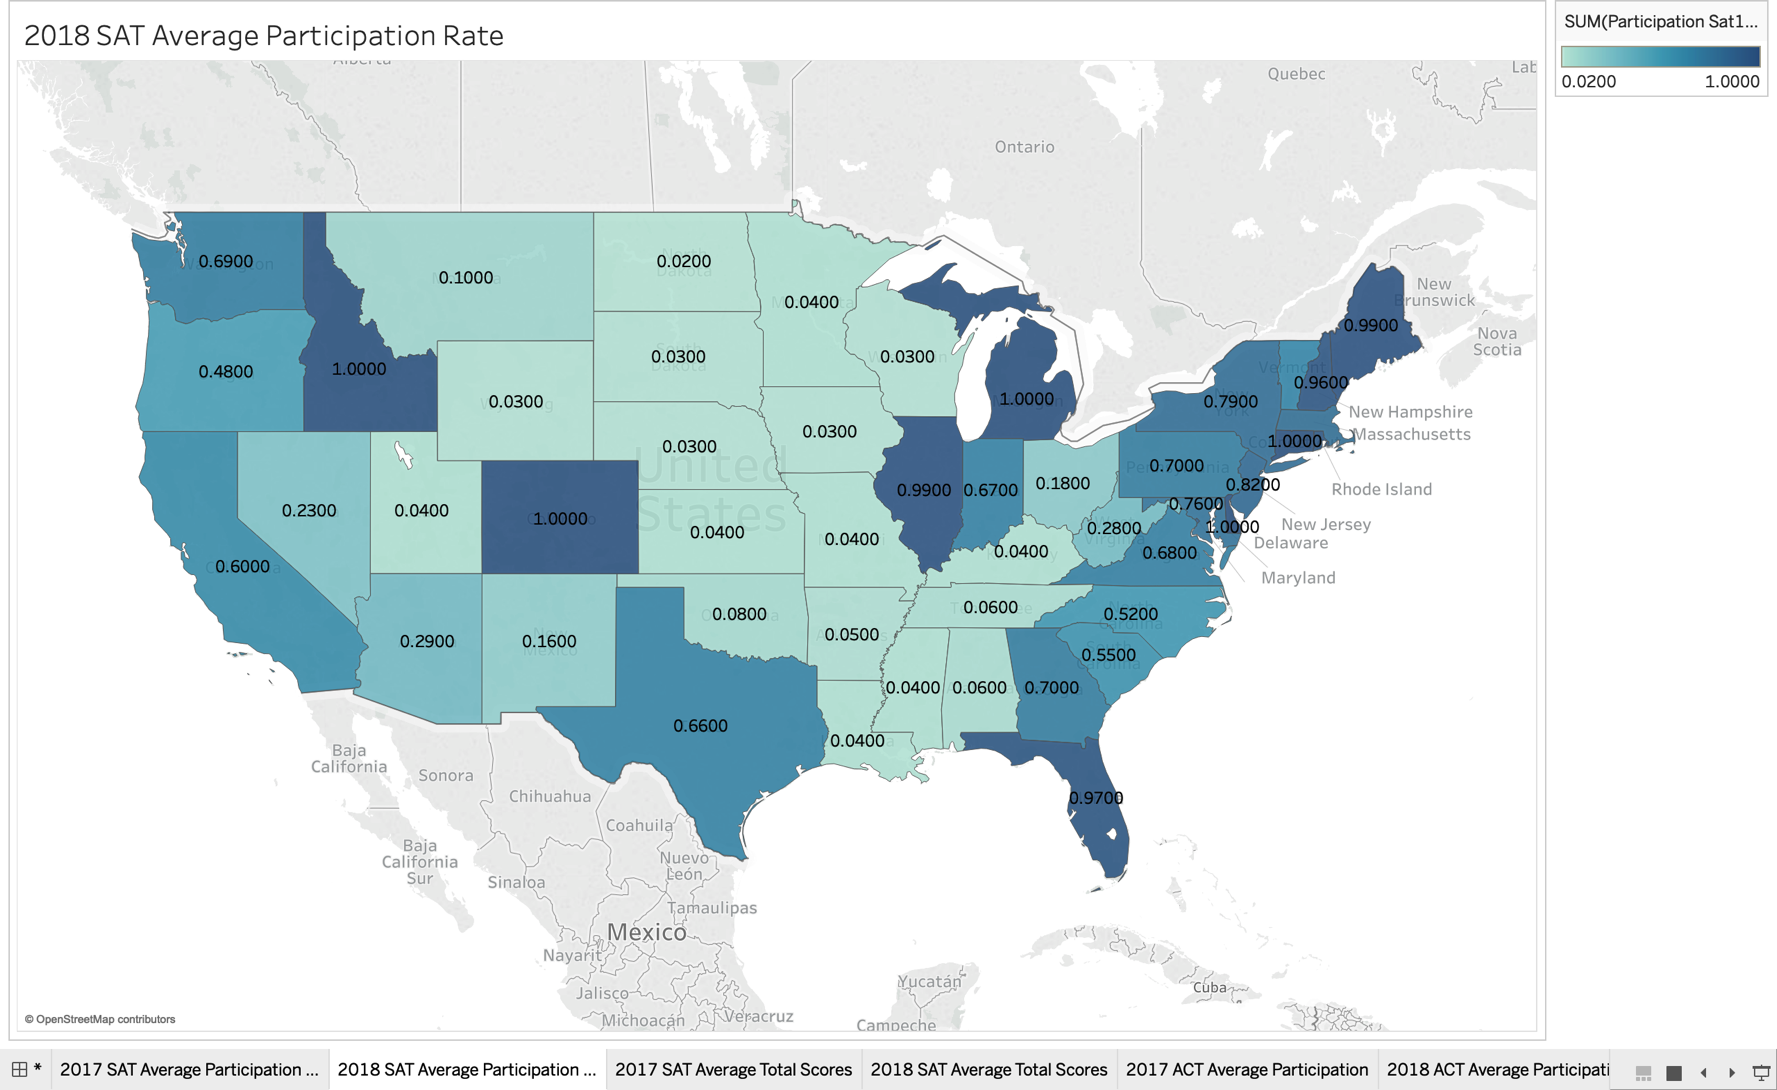 2018 SAT Average Participation Rate
SUM(Participation Sat1...
0.0200 1.0000
Alberta
Quebec
Lab
Ontario
New
Brunswick
Nova
Scotia
0.6900
0.1000
0.0200
0.0400
0.9900
0.4800
1.0000
0.0300
0.0300
0.0300
1.0000
0.7900
Vermont
0.9600
New Hampshire
Massachusetts
0.0300
0.0300
1.0000
0.7000
Rhode Island
United
States
0.2300
0.0400
1.0000
0.0400
0.0400
0.9900
0.6700
0.1800
0.8200
0.7600
1.0000
New Jersey
Delaware
Maryland
0.2800
0.0400
0.6800
0.6000
0.2900
0.1600
0.0800
0.0500
0.0600
0.5200
0.5500
0.6600
0.0400
0.0400
0.0600
0.7000
0.9700
Baja
California
Sonora
Chihuahua
Coahuila
Baja
California
Sur
Sinaloa
Nuevo
León
Tamaulipas
Mexico
Nayarit
Jalisco
Michoacán
Veracruz
Yucatán
Campeche
Cuba
© OpenStreetMap contributors
* 2017 SAT Average Participation ... 2018 SAT Average Participation ... 2017 SAT Average Total Scores 2018 SAT Average Total Scores 2017 ACT Average Participation 2018 ACT Average Participati